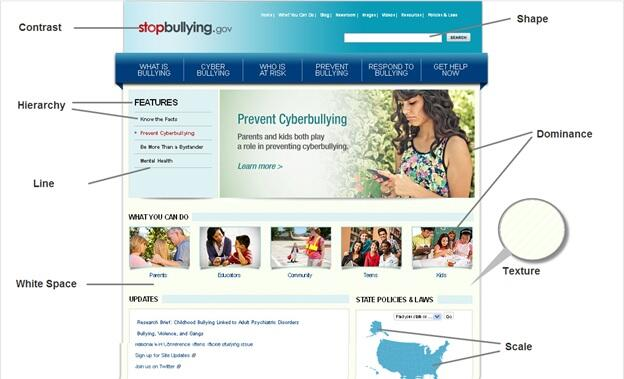 Contrast
stopbullying.gov
Home | What You Can Do | Blog | Newsroom | Images | Videos | Resources | Policies & Laws
Shape
SEARCH
WHAT IS BULLYING
CYBER BULLYING
WHO IS AT RISK
PREVENT BULLYING
RESPOND TO BULLYING
GET HELP NOW
Hierarchy
FEATURES
Know the Facts
Prevent Cyberbullying
Be More Than a Bystander
Mental Health
Line
Prevent Cyberbullying
Parents and kids both play
a role in preventing cyberbullying.
Learn more >
Dominance
WHAT YOU CAN DO
Parents
Educators
Community
Teens
Kids
Texture
White Space
UPDATES
Research Brief: Childhood Bullying Linked to Adult Psychiatric Disorders
Bullying, Violence, and Gangs
Sign up for Site Updates
Join us on Twitter
STATE POLICIES & LAWS
Go
Scale